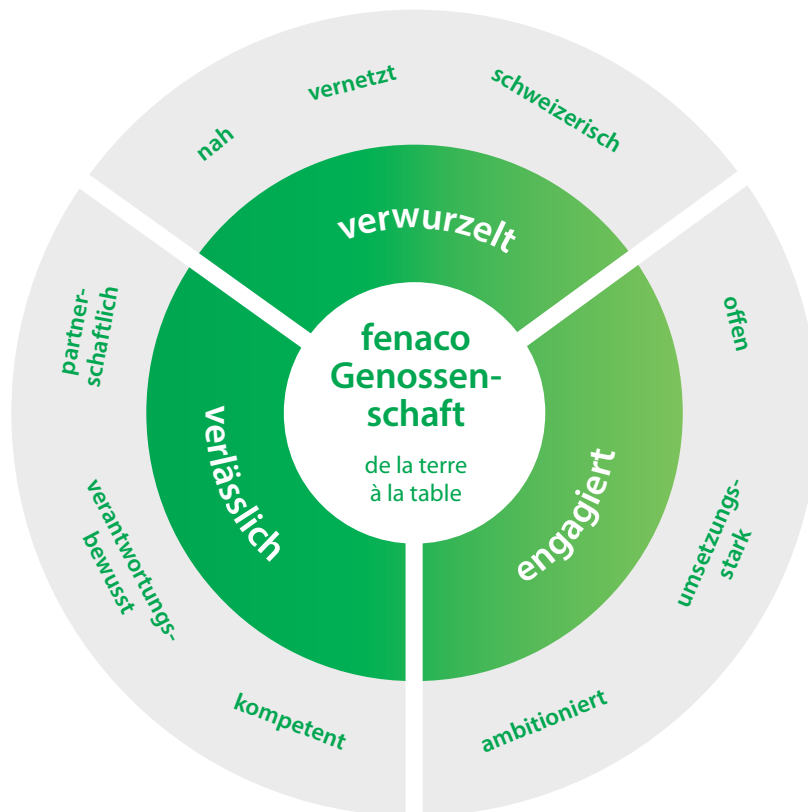 nah
vernetzt
schweizerisch
verwurzelt
fenaco
Genossen-
schaft
de la terre
à la table
partner-
schaftlich
verantwortungs-
bewusst
kompetent
verlässlich
engagiert
offen
umsetzungs-
stark
ambitioniert